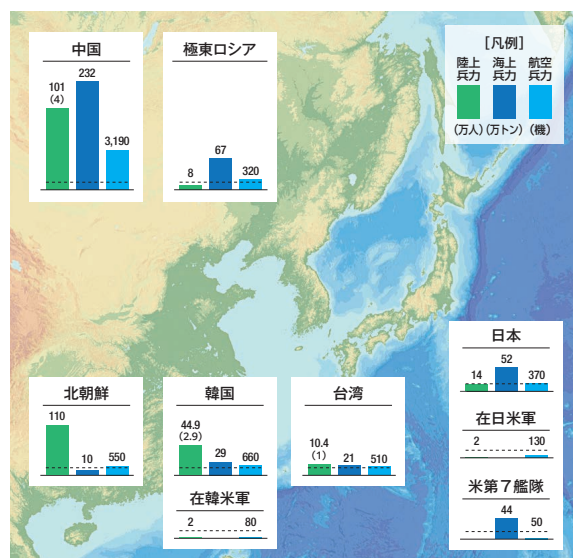 中国
101
(4)
232
3,190
極東ロシア
8
67
320
[凡例]
陸上 海上 航空
兵力 兵力 兵力
(万人) (万トン) (機)
北朝鮮
110
10
550
韓国
44.9
(2.9)
29
660
在韓米軍
2
80
台湾
10.4
(1)
21
510
日本
14
52
370
在日米軍
2
130
米第7艦隊
44
50